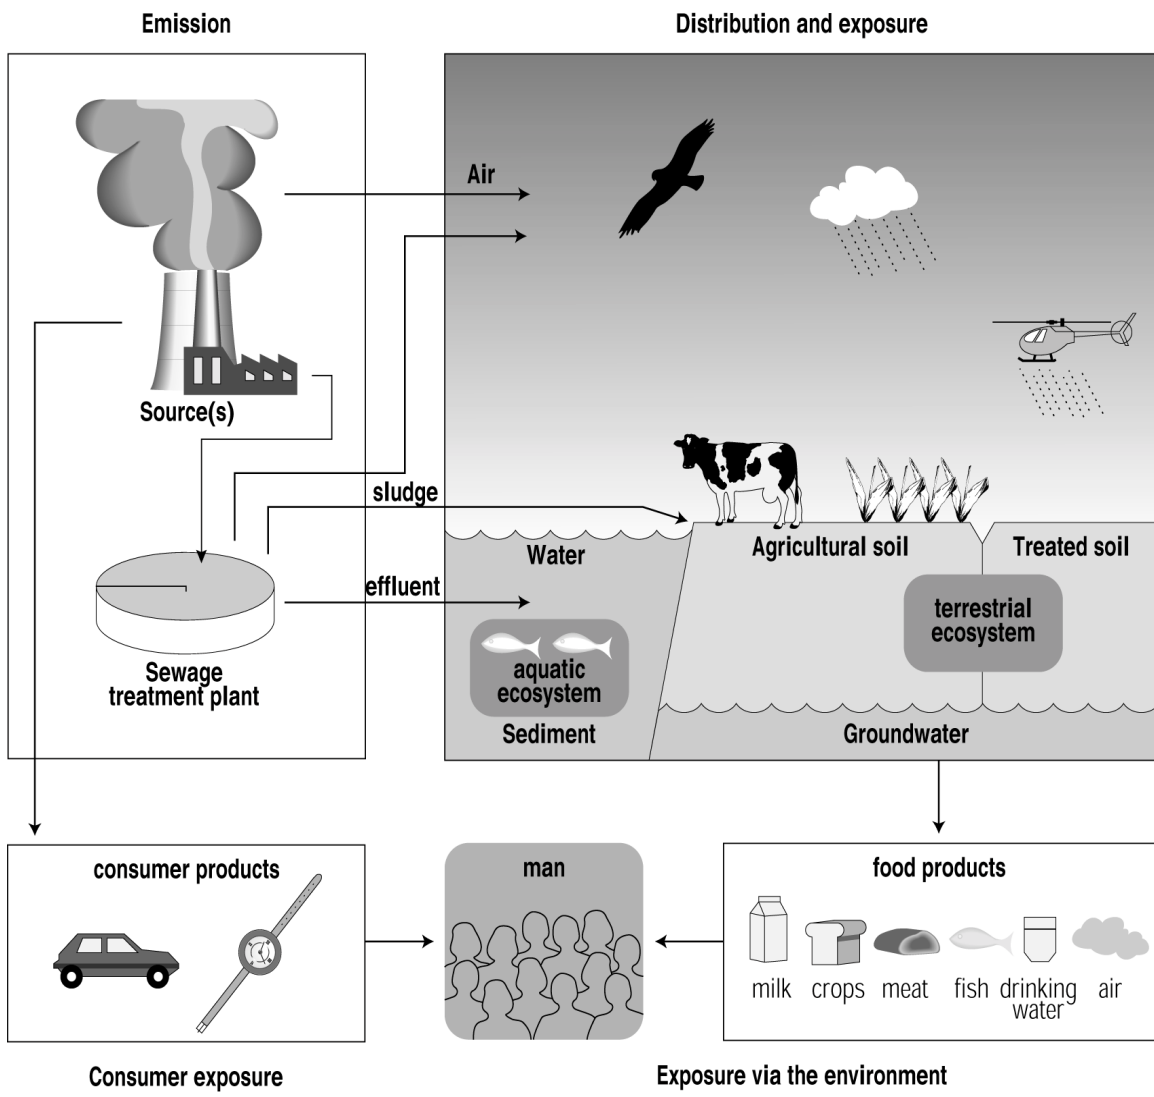 Emission
Distribution and exposure
Air
Source(s)
sludge
Water
Agricultural soil
Treated soil
effluent
terrestrial
ecosystem
aquatic
ecosystem
Sewage
treatment plant
Sediment
Groundwater
consumer products
man
food products
milk
crops
meat
fish
drinking
water
air
Consumer exposure
Exposure via the environment